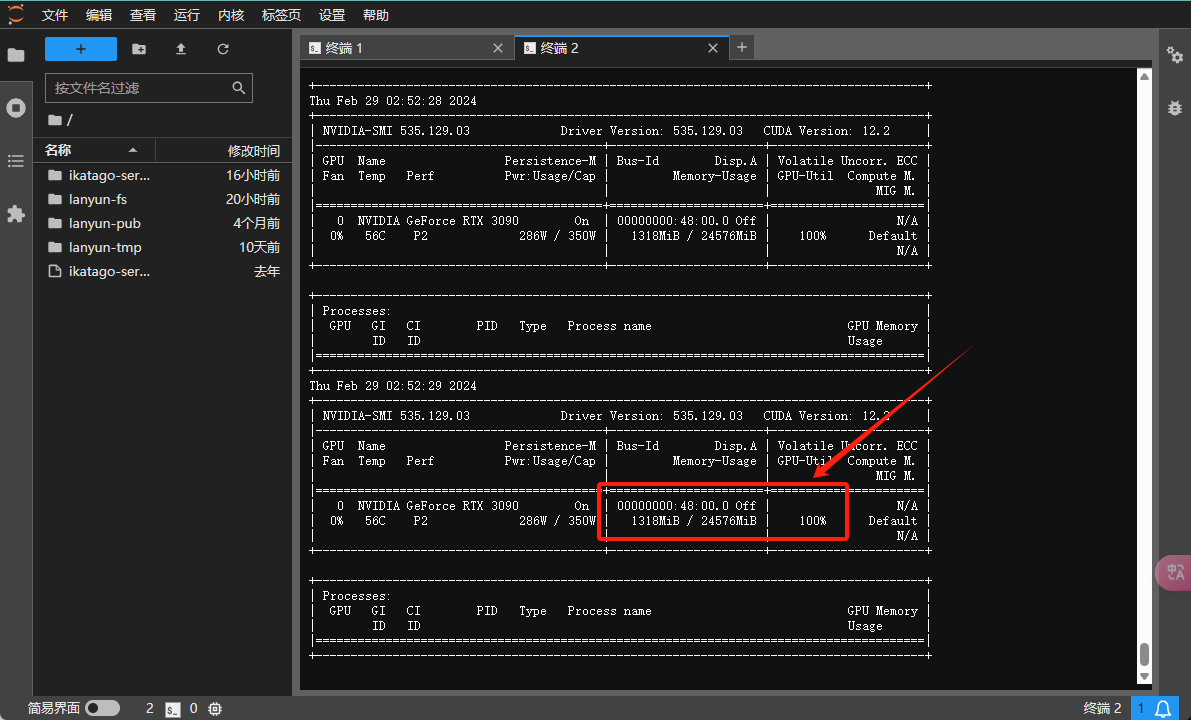 文件 编辑 查看 运行 内核 标签页 设置 帮助
+
按文件名过滤
/
名称 修改时间
ikatago-ser... 16小时前
lanyun-fs 20小时前
lanyun-pub 4个月前
lanyun-tmp 10天前
ikatago-ser... 去年
终端 1 × 终端 2 × +
Thu Feb 29 02:52:28 2024
NVIDIA-SMI 535.129.03 Driver Version: 535.129.03 CUDA Version: 12.2
GPU Name Persistence-M | Bus-Id Disp.A | Volatile Uncorr. ECC
Fan Temp Perf Pwr:Usage/Cap | Memory-Usage | GPU-Util Compute M.
MIG M.
0 NVIDIA GeForce RTX 3090 On | 00000000:48:00.0 Off | N/A
0% 56C P2 286W / 350W | 1318MiB / 24576MiB | 100% Default
N/A
Processes:
GPU GI CI PID Type Process name GPU Memory
ID ID Usage
Thu Feb 29 02:52:29 2024
NVIDIA-SMI 535.129.03 Driver Version: 535.129.03 CUDA Version: 12.2
GPU Name Persistence-M | Bus-Id Disp.A | Volatile Uncorr. ECC
Fan Temp Perf Pwr:Usage/Cap | Memory-Usage | GPU-Util Compute M.
MIG M.
0 NVIDIA GeForce RTX 3090 On | 00000000:48:00.0 Off | N/A
0% 56C P2 286W / 350W | 1318MiB / 24576MiB | 100% Default
N/A
Processes:
GPU GI CI PID Type Process name GPU Memory
ID ID Usage
中A
简易界面 2 $_ 0 终端 2 1